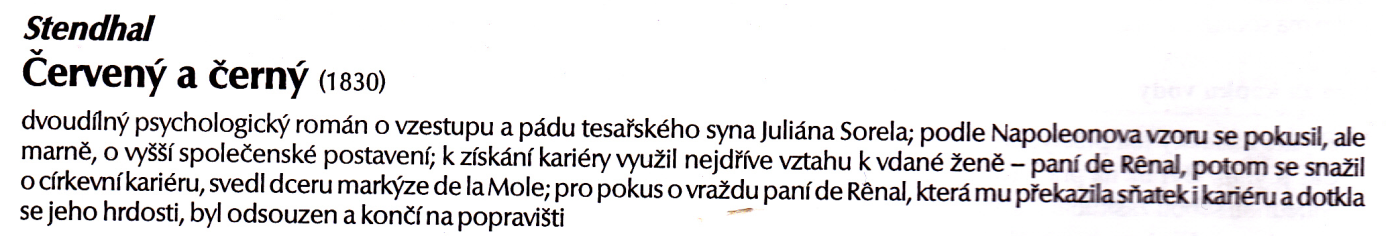 Stendhal
Červený a černý (1830)
dvoudílný psychologický román o vzestupu a pádu tesařského syna Juliána Sorela; podle Napoleonova vzoru se pokusil, ale
marně, o vyšší společenské postavení; k získání kariéry využil nejdříve vztahu k vdané ženě – paní de Rênal, potom se snažil
o církevní kariéru, svedl dceru markýze de la Mole; pro pokus o vraždu paní de Rênal, která mu překazila sňatek i kariéru a dotkla
se jeho hrdosti, byl odsouzen a končí na popravišti